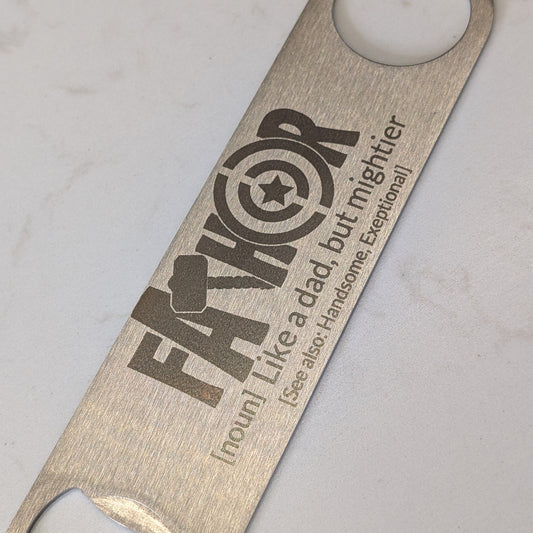 FATHOR
[noun] Like a dad, but mightier
[See also: Handsome, Exeptional]